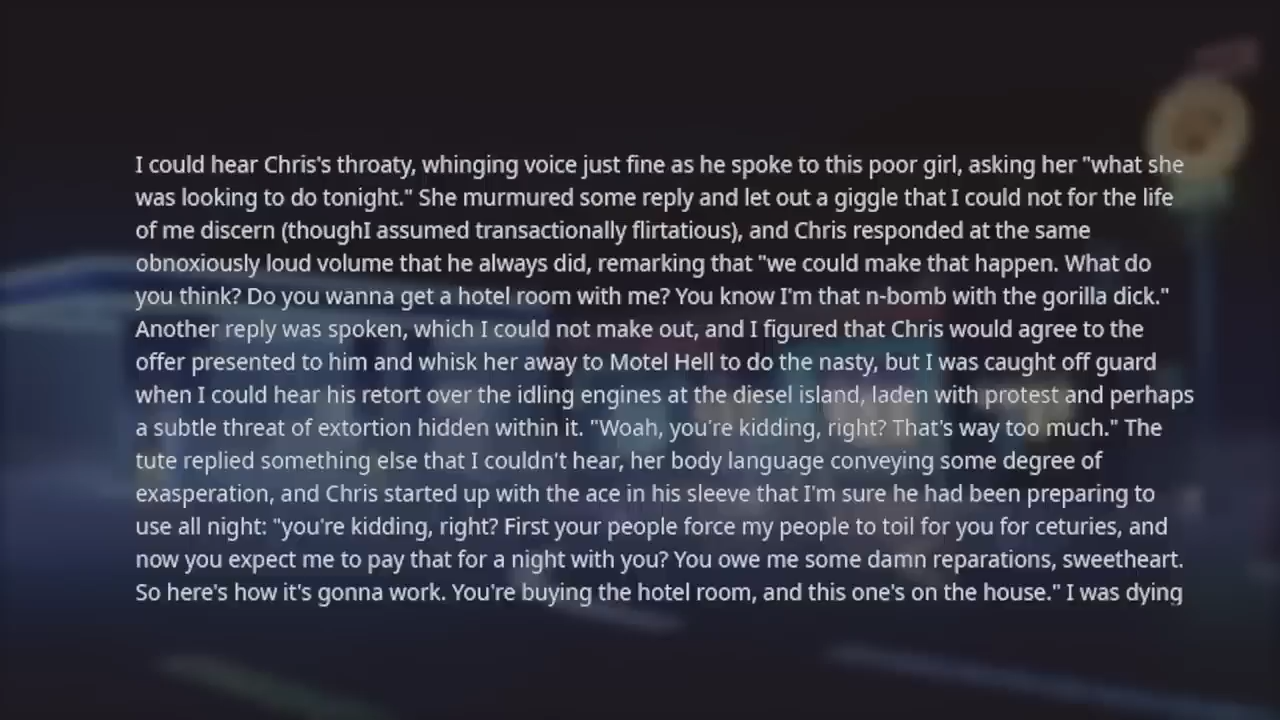 I could hear Chris's throaty, whinging voice just fine as he spoke to this poor girl, asking her "what she
was looking to do tonight." She murmured some reply and let out a giggle that I could not for the life
of me discern (thoughI assumed transactionally flirtatious), and Chris responded at the same
obnoxiously loud volume that he always did, remarking that "we could make that happen. What do
you think? Do you wanna get a hotel room with me? You know I'm that n-bomb with the gorilla dick."
Another reply was spoken, which I could not make out, and I figured that Chris would agree to the
offer presented to him and whisk her away to Motel Hell to do the nasty, but I was caught off guard
when I could hear his retort over the idling engines at the diesel island, laden with protest and perhaps
a subtle threat of extortion hidden within it. "Woah, you're kidding, right? That's way too much." The
tute replied something else that I couldn't hear, her body language conveying some degree of
exasperation, and Chris started up with the ace in his sleeve that I'm sure he had been preparing to
use all night: "you're kidding, right? First your people force my people to toil for you for ceturies, and
now you expect me to pay that for a night with you? You owe me some damn reparations, sweetheart.
So here's how it's gonna work. You're buying the hotel room, and this one's on the house." I was dying